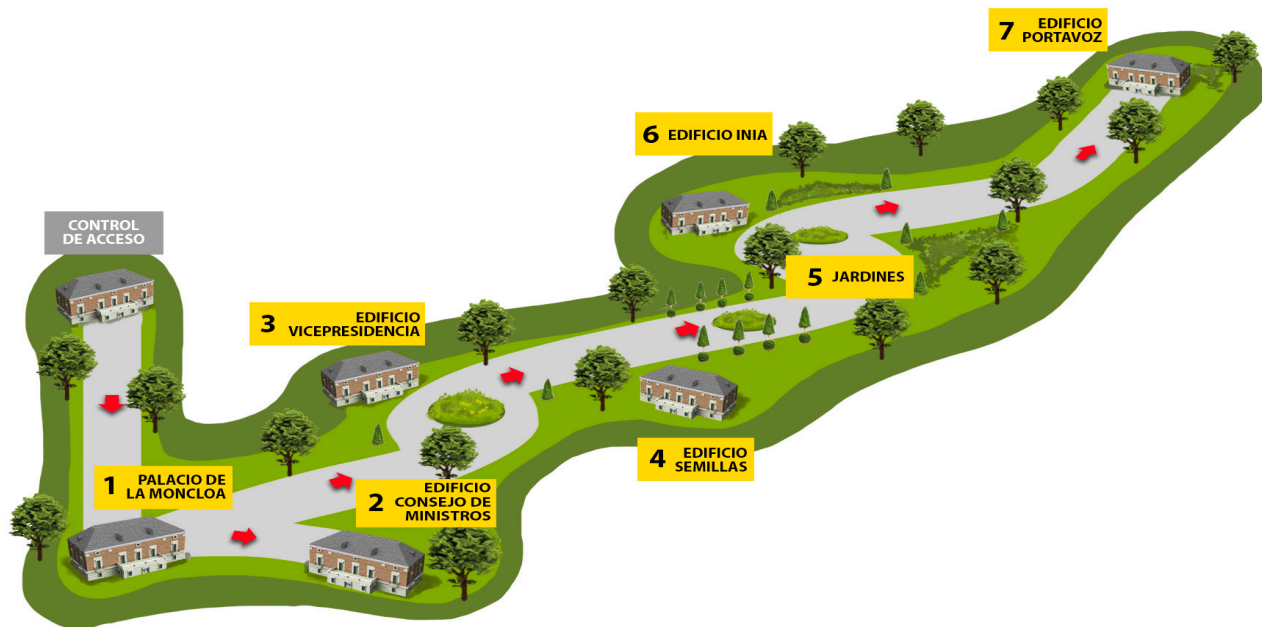 CONTROL
DE ACCESO
1 PALACIO DE
LA MONCLOA
2 EDIFICIO
CONSEJO DE
MINISTROS
3 EDIFICIO
VICEPRESIDENCIA
4 EDIFICIO
SEMILLAS
5 JARDINES
6 EDIFICIO INIA
7 EDIFICIO
PORTAVOZ